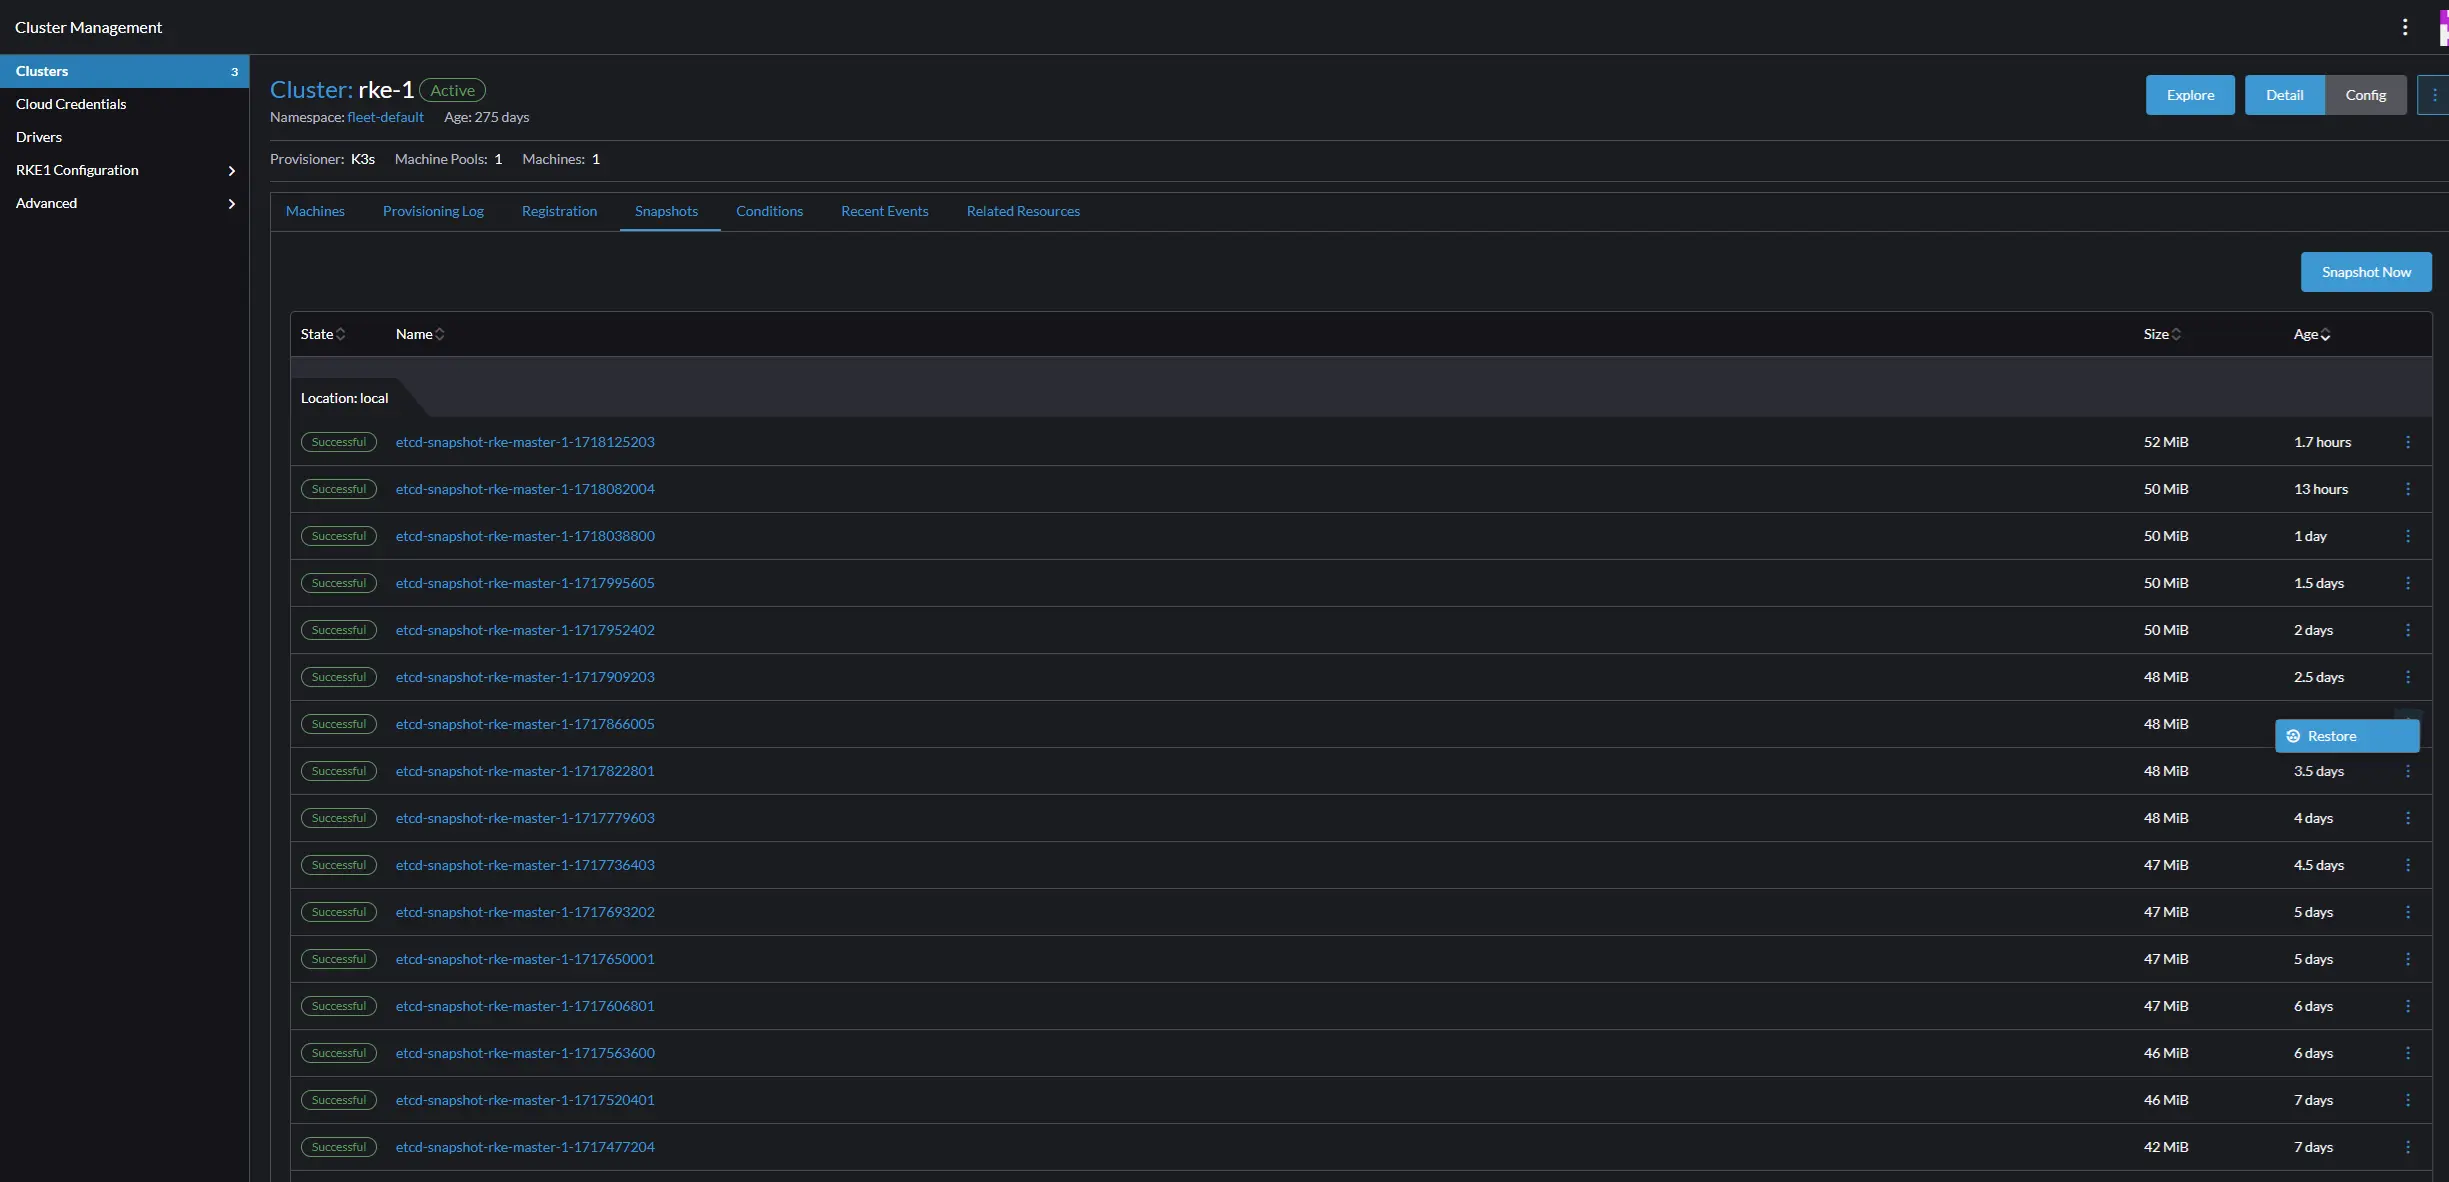 Cluster Management
Clusters 3
Cloud Credentials
Drivers
RKE1 Configuration
Advanced
Cluster: rke-1 Active
Namespace: fleet-default Age: 275 days
Explore Detail Config
Provisioner: K3s Machine Pools: 1 Machines: 1
Machines Provisioning Log Registration Snapshots Conditions Recent Events Related Resources
Snapshot Now
State Name Size Age
Location: local
Successful etcd-snapshot-rke-master-1-1718125203 52 MiB 1.7 hours
Successful etcd-snapshot-rke-master-1-1718082004 50 MiB 13 hours
Successful etcd-snapshot-rke-master-1-1718038800 50 MiB 1 day
Successful etcd-snapshot-rke-master-1-1717995605 50 MiB 1.5 days
Successful etcd-snapshot-rke-master-1-1717952402 50 MiB 2 days
Successful etcd-snapshot-rke-master-1-1717909203 48 MiB 2.5 days
Successful etcd-snapshot-rke-master-1-1717866005 48 MiB
Restore
Successful etcd-snapshot-rke-master-1-1717822801 48 MiB 3.5 days
Successful etcd-snapshot-rke-master-1-1717779603 48 MiB 4 days
Successful etcd-snapshot-rke-master-1-1717736403 47 MiB 4.5 days
Successful etcd-snapshot-rke-master-1-1717693202 47 MiB 5 days
Successful etcd-snapshot-rke-master-1-1717650001 47 MiB 5 days
Successful etcd-snapshot-rke-master-1-1717606801 47 MiB 6 days
Successful etcd-snapshot-rke-master-1-1717563600 46 MiB 6 days
Successful etcd-snapshot-rke-master-1-1717520401 46 MiB 7 days
Successful etcd-snapshot-rke-master-1-1717477204 42 MiB 7 days